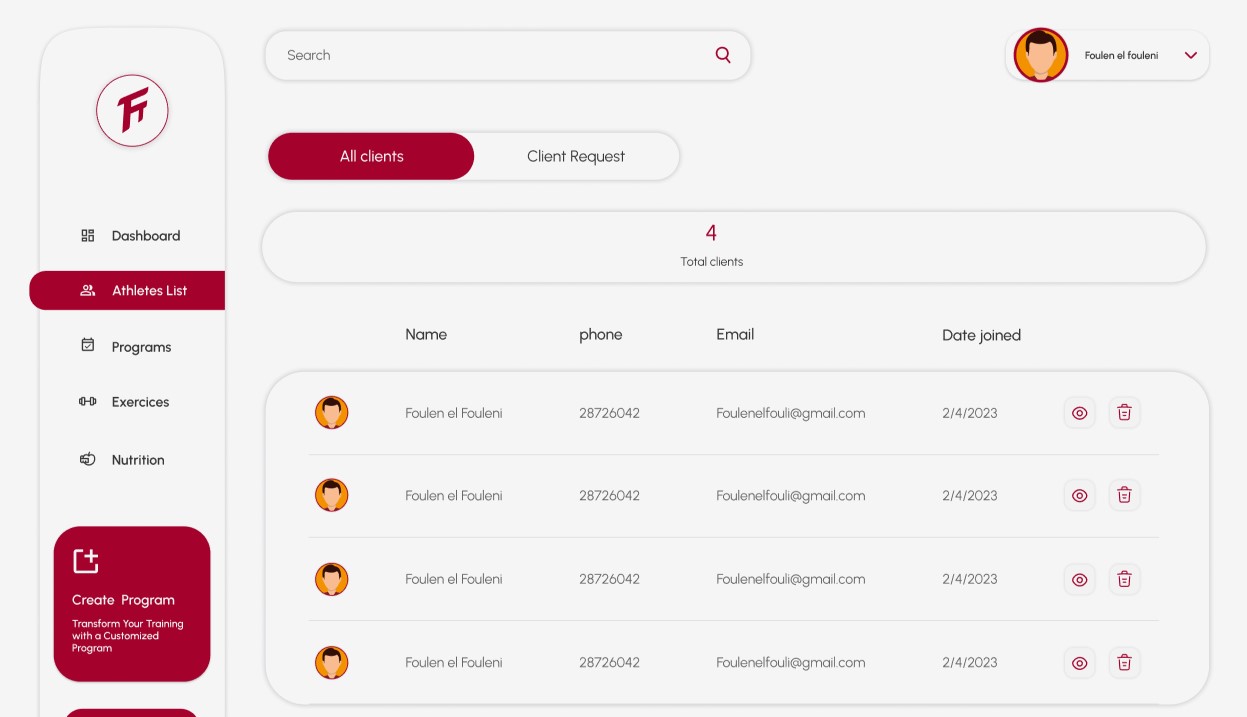 Search
Foulen el fouleni
All clients
Client Request
Dashboard
Athletes List
Programs
Exercices
Nutrition
Create Program
Transform Your Training
with a Customized
Program
4
Total clients
Name phone Email Date joined
Foulen el Fouleni 28726042 Foulenelfouli@gmail.com 2/4/2023
Foulen el Fouleni 28726042 Foulenelfouli@gmail.com 2/4/2023
Foulen el Fouleni 28726042 Foulenelfouli@gmail.com 2/4/2023
Foulen el Fouleni 28726042 Foulenelfouli@gmail.com 2/4/2023